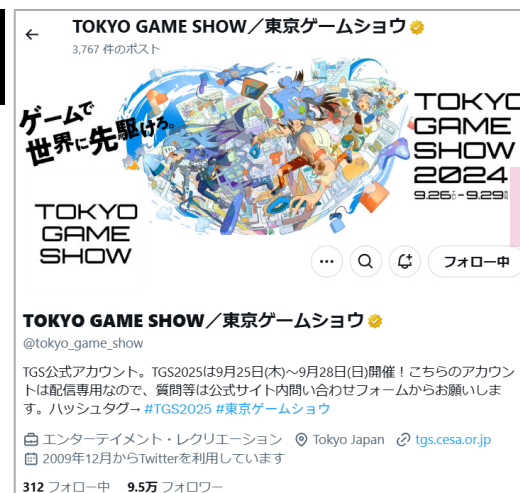 TOKYO GAME SHOW／東京ゲームショウ
3,767 件のポスト
ゲームで
世界に先駆けろ。
TOKYO
GAME
SHOW
2024
9.26 - 9.29
TOKYO
GAME
SHOW
フォロー中
TOKYO GAME SHOW／東京ゲームショウ
@tokyo_game_show
TGS公式アカウント。TGS2025は9月25日(木)～9月28日(日)開催！こちらのアカウン
トは配信専用なので、質問等は公式サイト内問い合わせフォームからお願いしま
す。ハッシュタグ→ #TGS2025 #東京ゲームショウ
エンターテイメント・レクリエーション Tokyo Japan tgs.cesa.or.jp
2009年12月からTwitterを利用しています
312 フォロー中 9.5万 フォロワー